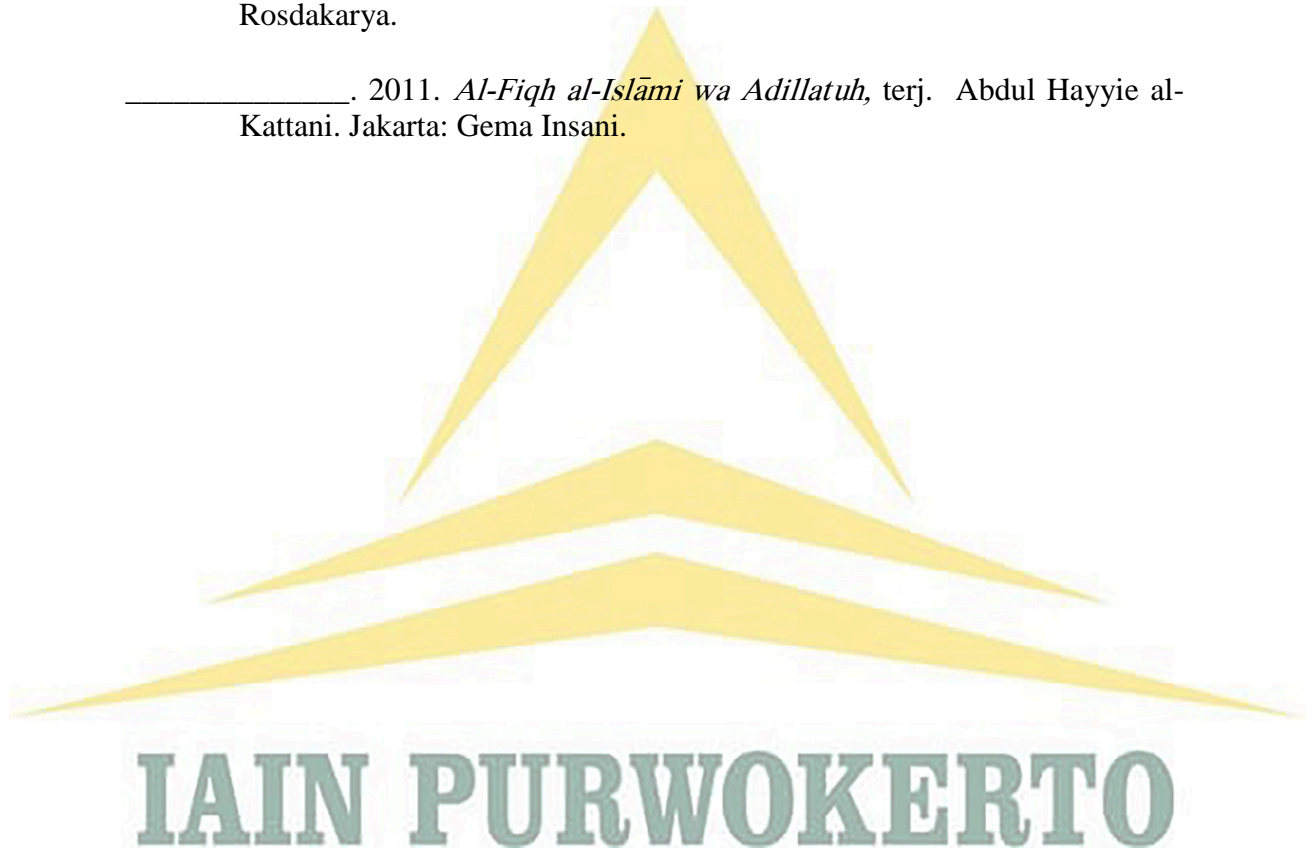 Rosdakarya.
______________. 2011. Al-Fiqh al-Islāmi wa Adillatuh, terj. Abdul Hayyie al-
Kattani. Jakarta: Gema Insani.
IAIN PURWOKERTO